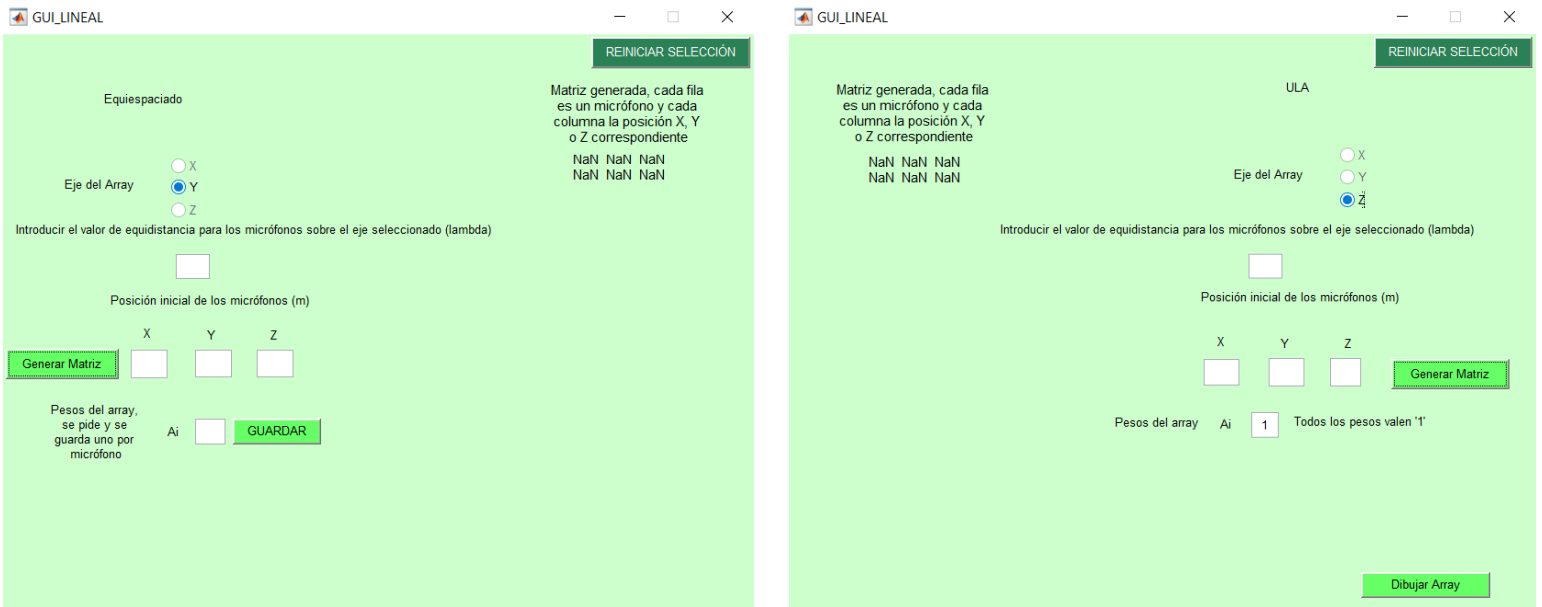 GUI_LINEAL
REINICIAR SELECCIÓN
Equiespaciado
Matriz generada, cada fila
es un micrófono y cada
columna la posición X, Y
o Z correspondiente
NaN NaN NaN
NaN NaN NaN
Eje del Array
X
Y
Z
Introducir el valor de equidistancia para los micrófonos sobre el eje seleccionado (lambda)
Posición inicial de los micrófonos (m)
X Y Z
Generar Matriz
Pesos del array,
se pide y se
guarda uno por
micrófono
Ai
GUARDAR
GUI_LINEAL
REINICIAR SELECCIÓN
Matriz generada, cada fila
es un micrófono y cada
columna la posición X, Y
o Z correspondiente
NaN NaN NaN
NaN NaN NaN
ULA
Eje del Array
X
Y
Z
Introducir el valor de equidistancia para los micrófonos sobre el eje seleccionado (lambda)
Posición inicial de los micrófonos (m)
X Y Z
Generar Matriz
Pesos del array Ai 1 Todos los pesos valen '1'
Dibujar Array